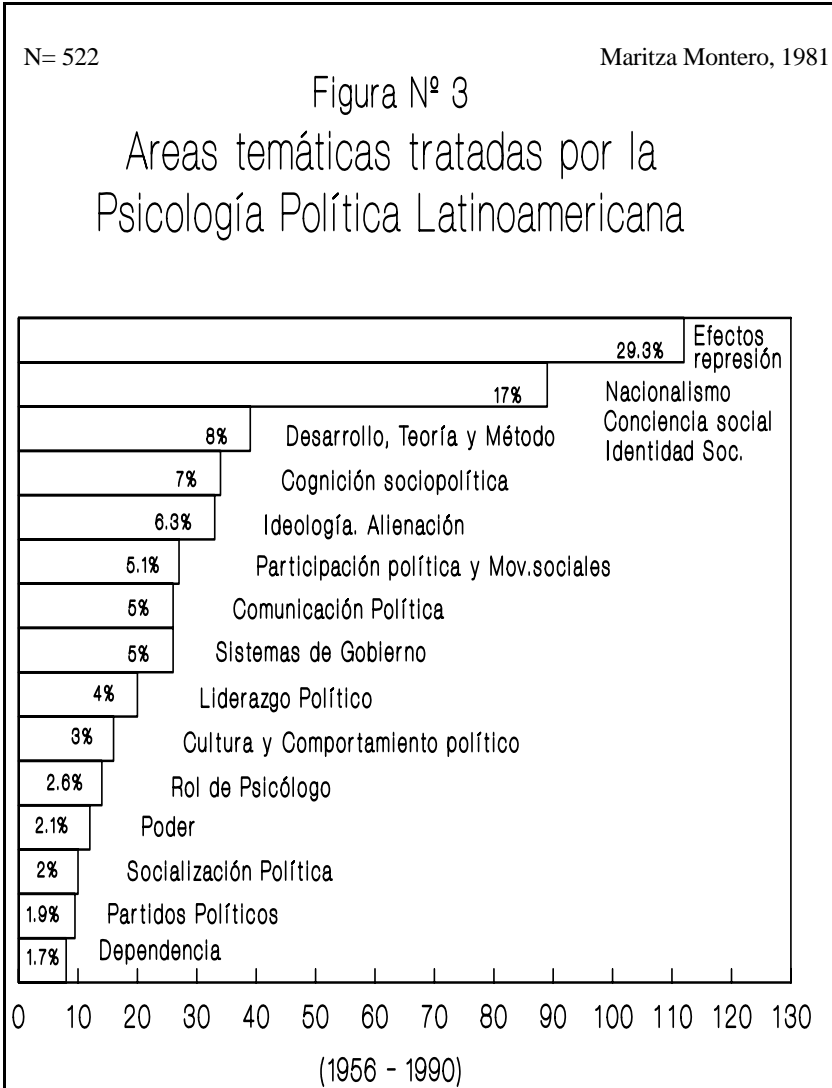 N= 522 Maritza Montero, 1981
Figura Nº 3
Areas temáticas tratadas por la
Psicología Política Latinoamericana
29.3% Efectos
represión
17% Nacionalismo
Conciencia social
Identidad Soc.
8% Desarrollo, Teoría y Método
7% Cognición sociopolítica
6.3% Ideología. Alienación
5.1% Participación política y Mov.sociales
5% Comunicación Política
5% Sistemas de Gobierno
4% Liderazgo Político
3% Cultura y Comportamiento político
2.6% Rol de Psicólogo
2.1% Poder
2% Socialización Política
1.9% Partidos Políticos
1.7% Dependencia
0 10 20 30 40 50 60 70 80 90 100 110 120 130
(1956 - 1990)